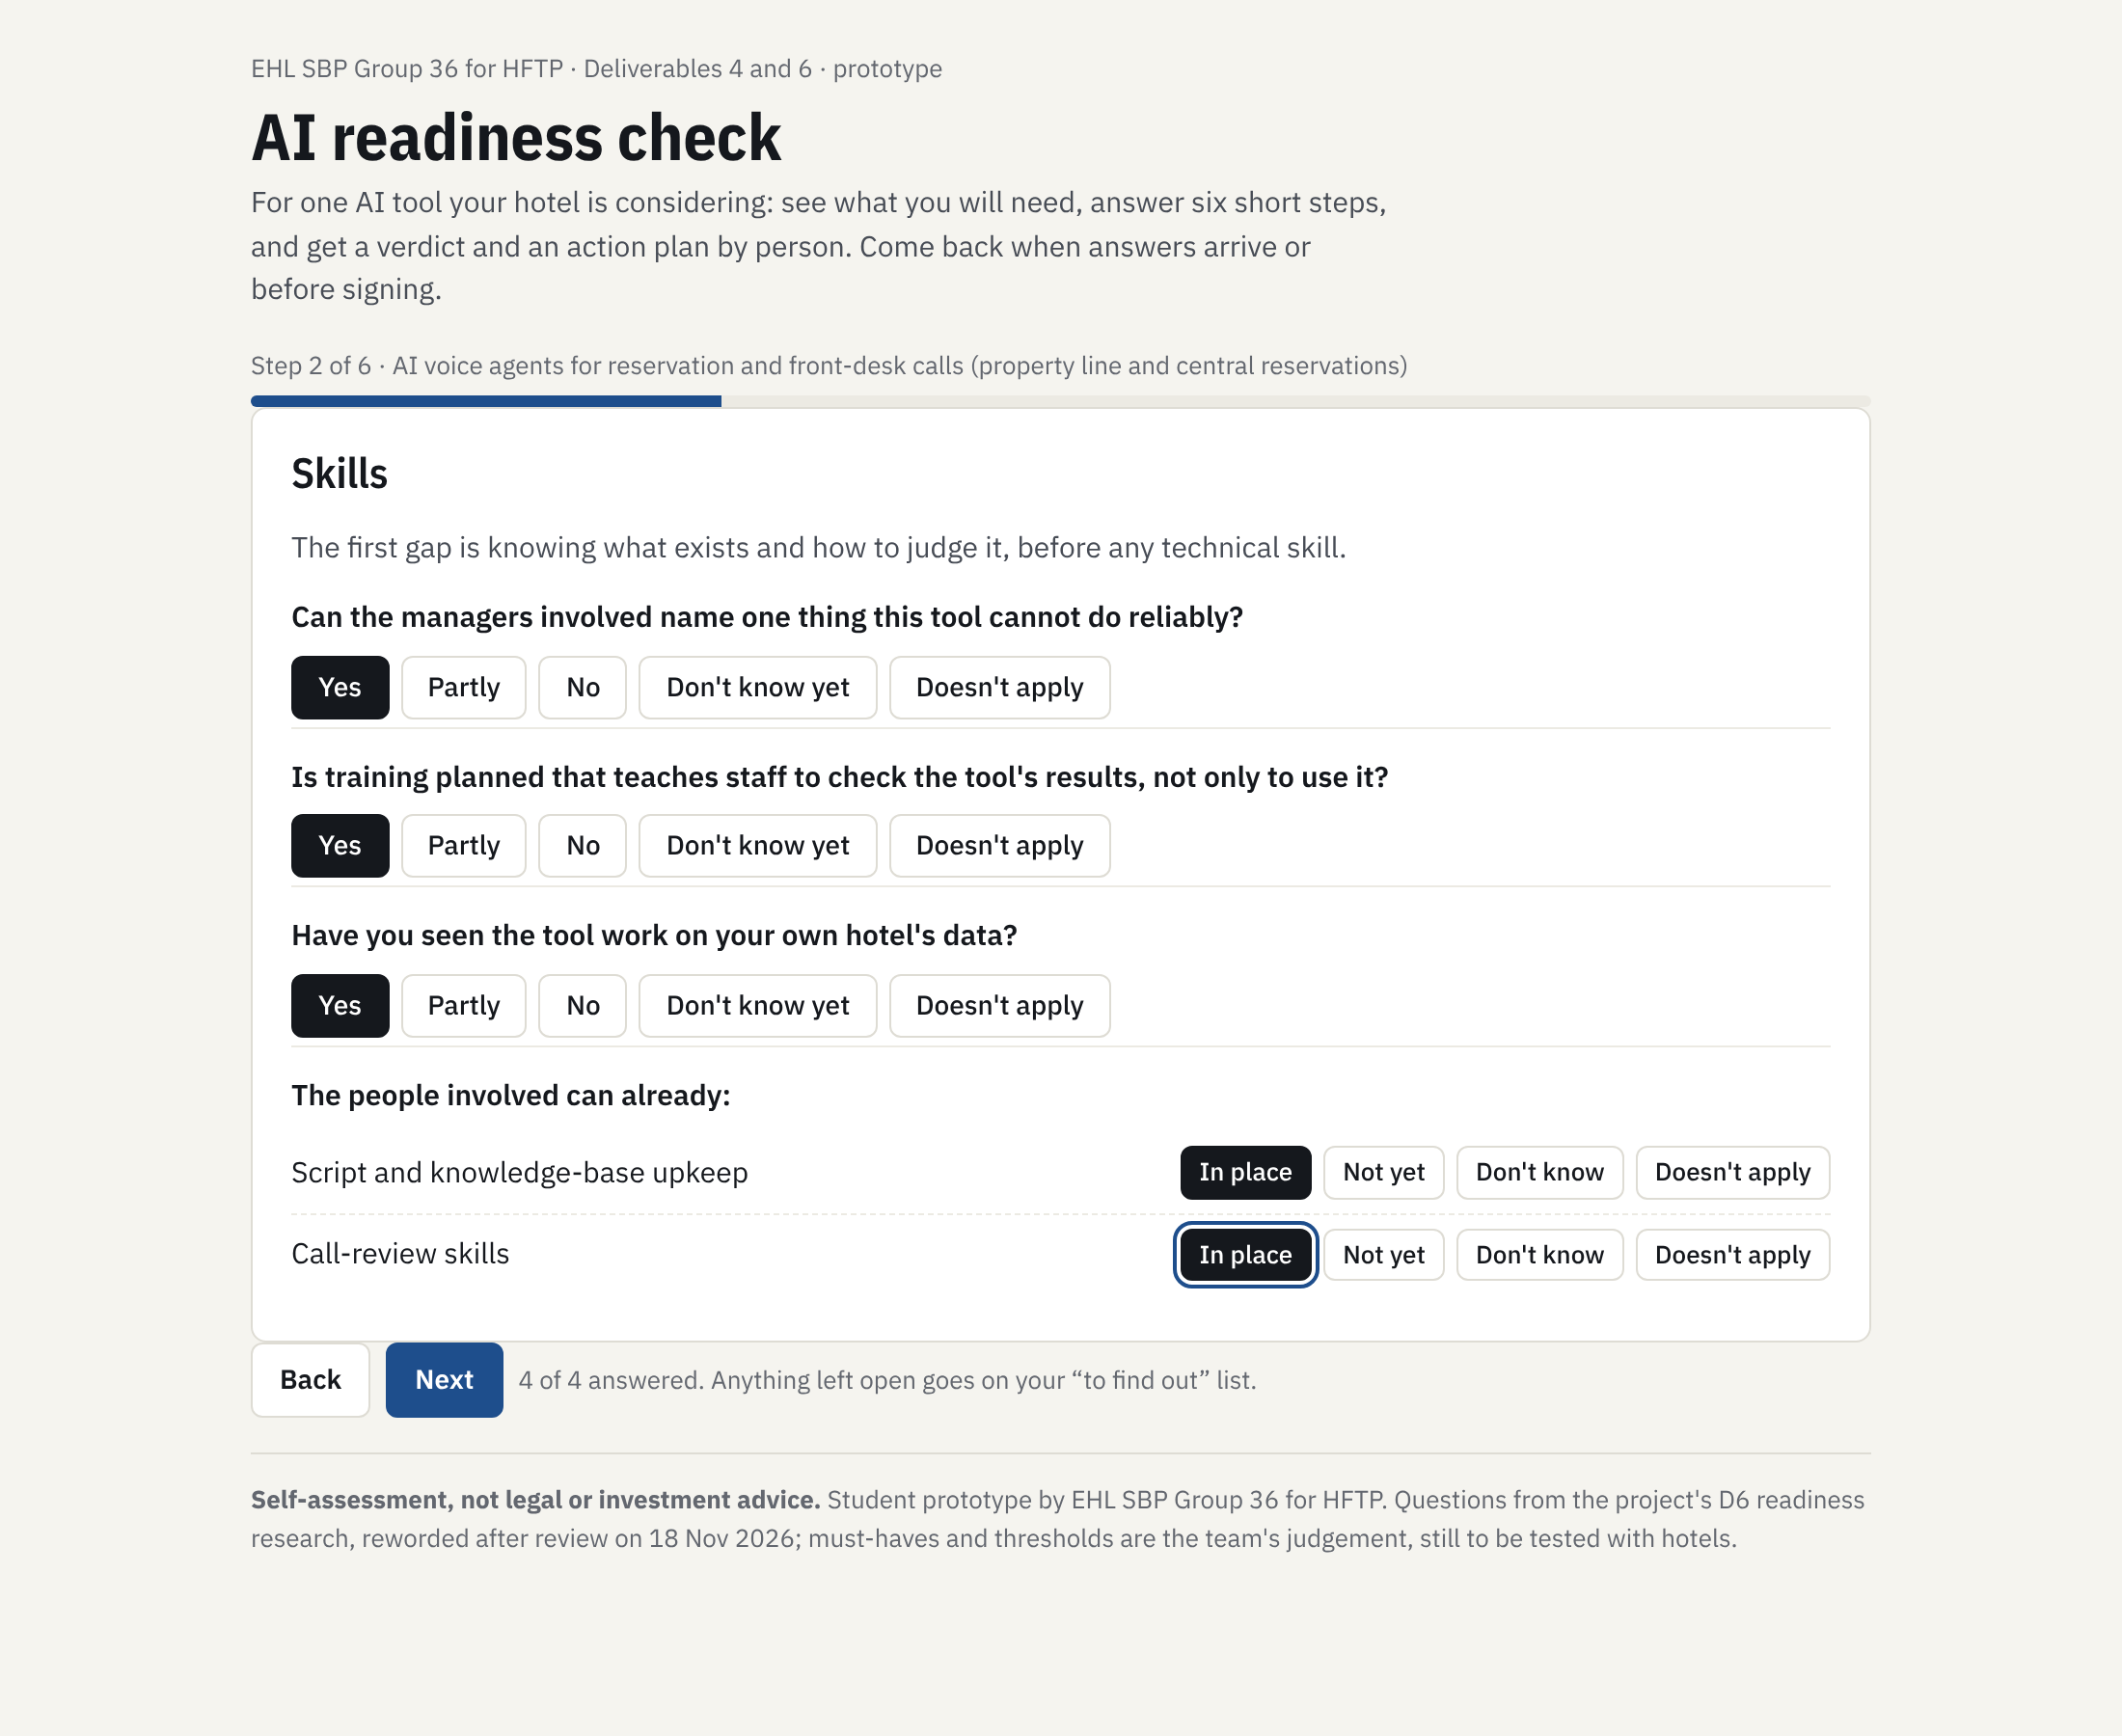 EHL SBP Group 36 for HFTP · Deliverables 4 and 6 · prototype
AI readiness check
For one AI tool your hotel is considering: see what you will need, answer six short steps,
and get a verdict and an action plan by person. Come back when answers arrive or
before signing.
Step 2 of 6 · AI voice agents for reservation and front-desk calls (property line and central reservations)
Skills
The first gap is knowing what exists and how to judge it, before any technical skill.
Can the managers involved name one thing this tool cannot do reliably?
Yes Partly No Don't know yet Doesn't apply
Is training planned that teaches staff to check the tool's results, not only to use it?
Yes Partly No Don't know yet Doesn't apply
Have you seen the tool work on your own hotel's data?
Yes Partly No Don't know yet Doesn't apply
The people involved can already:
Script and knowledge-base upkeep In place Not yet Don't know Doesn't apply
Call-review skills In place Not yet Don't know Doesn't apply
Back Next 4 of 4 answered. Anything left open goes on your “to find out” list.
Self-assessment, not legal or investment advice. Student prototype by EHL SBP Group 36 for HFTP. Questions from the project's D6 readiness
research, reworded after review on 18 Nov 2026; must-haves and thresholds are the team's judgement, still to be tested with hotels.